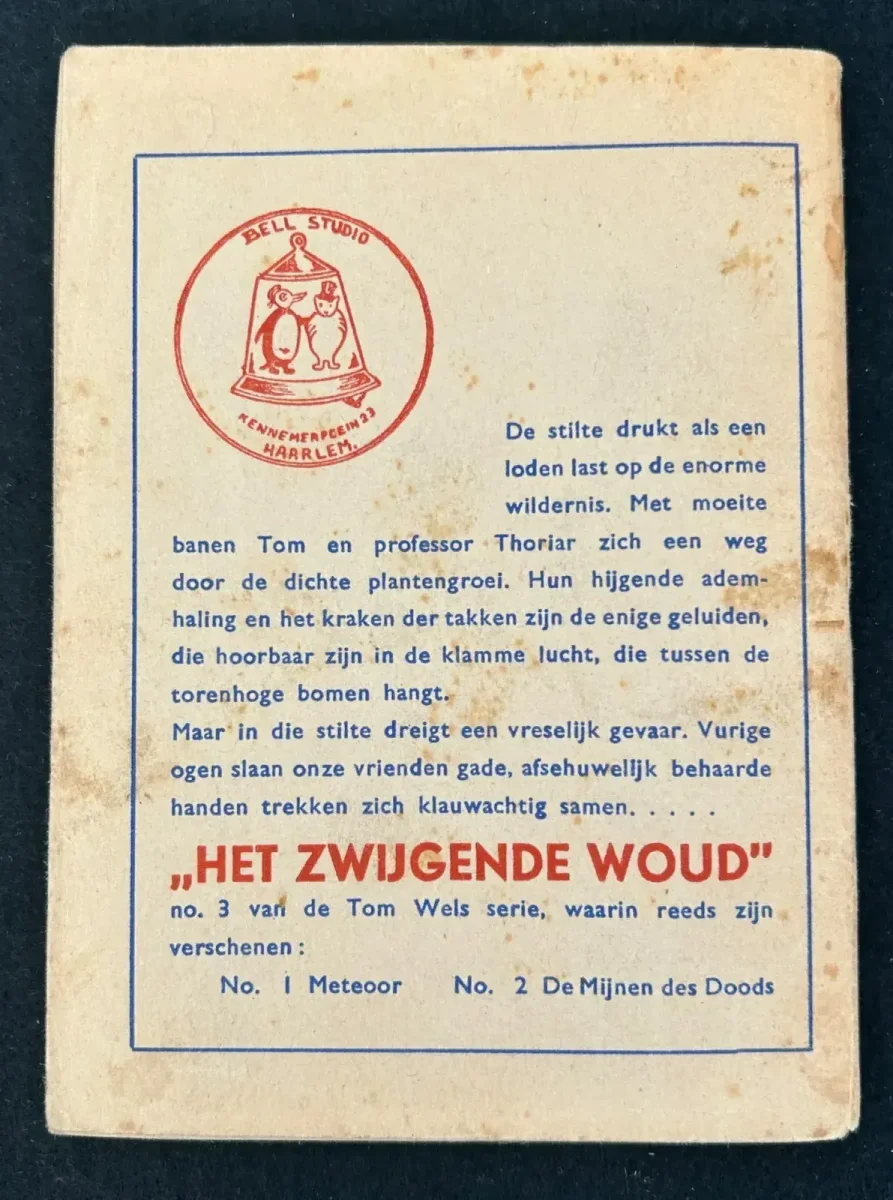 BELL STUDIO
KENNEMERPLEIN 23
HAARLEM.
De stilte drukt als een
loden last op de enorme
wildernis. Met moeite
banen Tom en professor Thoriar zich een weg
door de dichte plantengroei. Hun hijgende adem-
haling en het kraken der takken zijn de enige geluiden,
die hoorbaar zijn in de klamme lucht, die tussen de
torenhoge bomen hangt.
Maar in die stilte dreigt een vreselijk gevaar. Vurige
ogen slaan onze vrienden gade, afsehuwelijk behaarde
handen trekken zich klauwachtig samen. . . . .
„HET ZWIJGENDE WOUD”
no. 3 van de Tom Wels serie, waarin reeds zijn
verschenen :
No. 1 Meteoor No. 2 De Mijnen des Doods